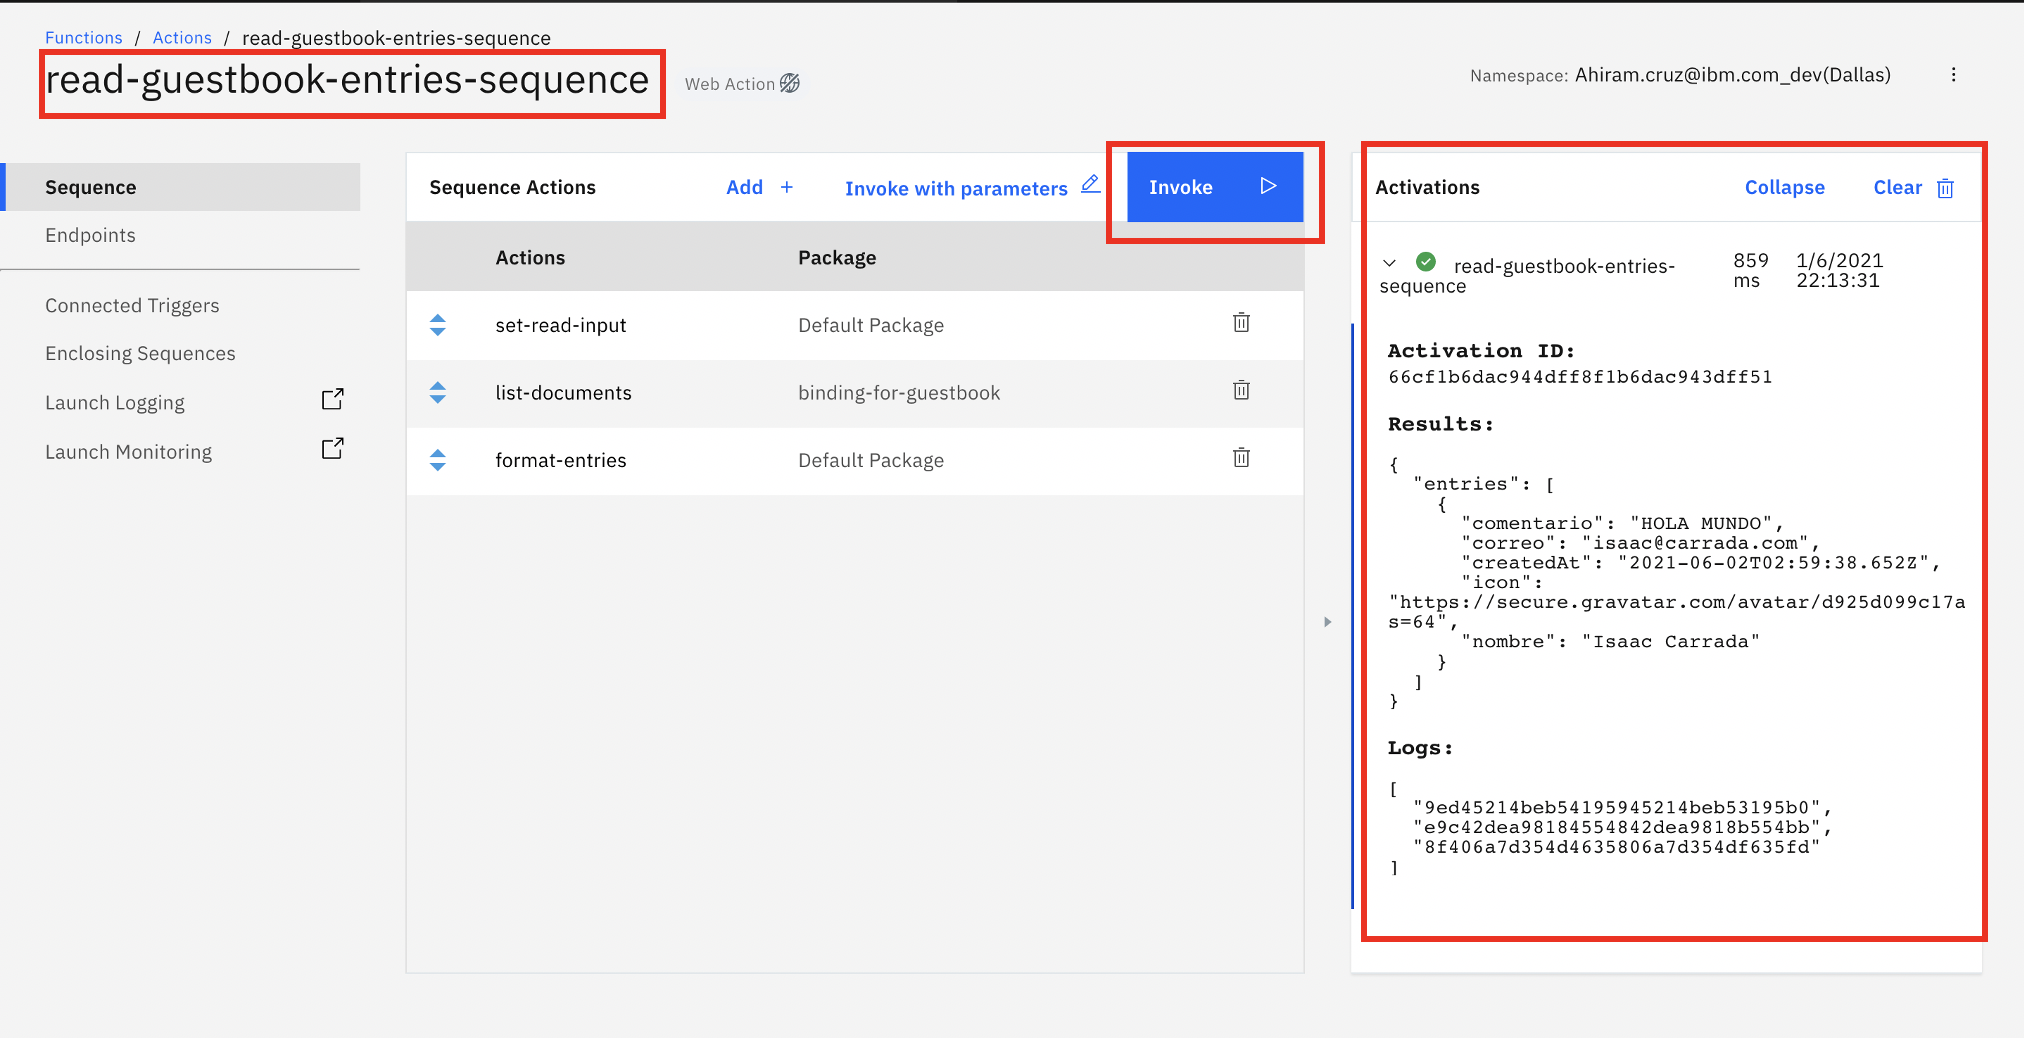 Functions / Actions / read-guestbook-entries-sequence
read-guestbook-entries-sequence
Web Action
Namespace: Ahiram.cruz@ibm.com_dev(Dallas)
Sequence
Endpoints
Connected Triggers
Enclosing Sequences
Launch Logging
Launch Monitoring
Sequence Actions
Add +
Invoke with parameters
Invoke
Actions Package
set-read-input Default Package
list-documents binding-for-guestbook
format-entries Default Package
Activations
Collapse
Clear
read-guestbook-entries-
sequence
859
ms
1/6/2021
22:13:31
Activation ID:
66cf1b6dac944dff8f1b6dac943dff51
Results:
{
"entries": [
{
"comentario": "HOLA MUNDO",
"correo": "isaac@carrada.com",
"createdAt": "2021-06-02T02:59:38.652Z",
"icon":
"https://secure.gravatar.com/avatar/d925d099c17a
s=64",
"nombre": "Isaac Carrada"
}
]
}
Logs:
[
"9ed45214beb54195945214beb53195b0",
"e9c42dea98184554842dea9818b554bb",
"8f406a7d354d4635806a7d354df635fd"
]